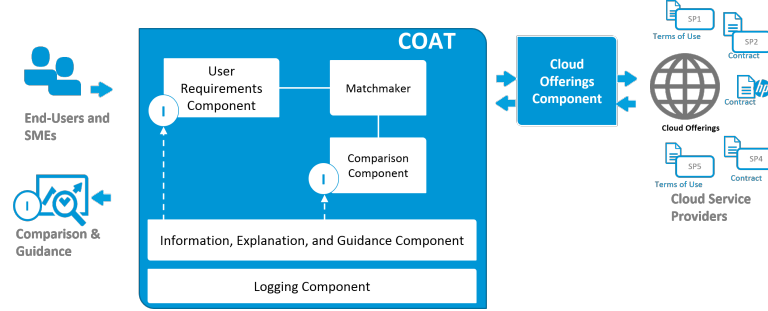 COAT
End-Users and
SMEs
User
Requirements
Component
I
Matchmaker
Comparison
Component
I
Information, Explanation, and Guidance Component
Logging Component
I
Comparison &
Guidance
Cloud
Offerings
Component
SP1
Terms of Use
SP2
Contract
hp
Contract
Cloud Offerings
SP5
Terms of Use
SP4
Contract
Cloud Service
Providers